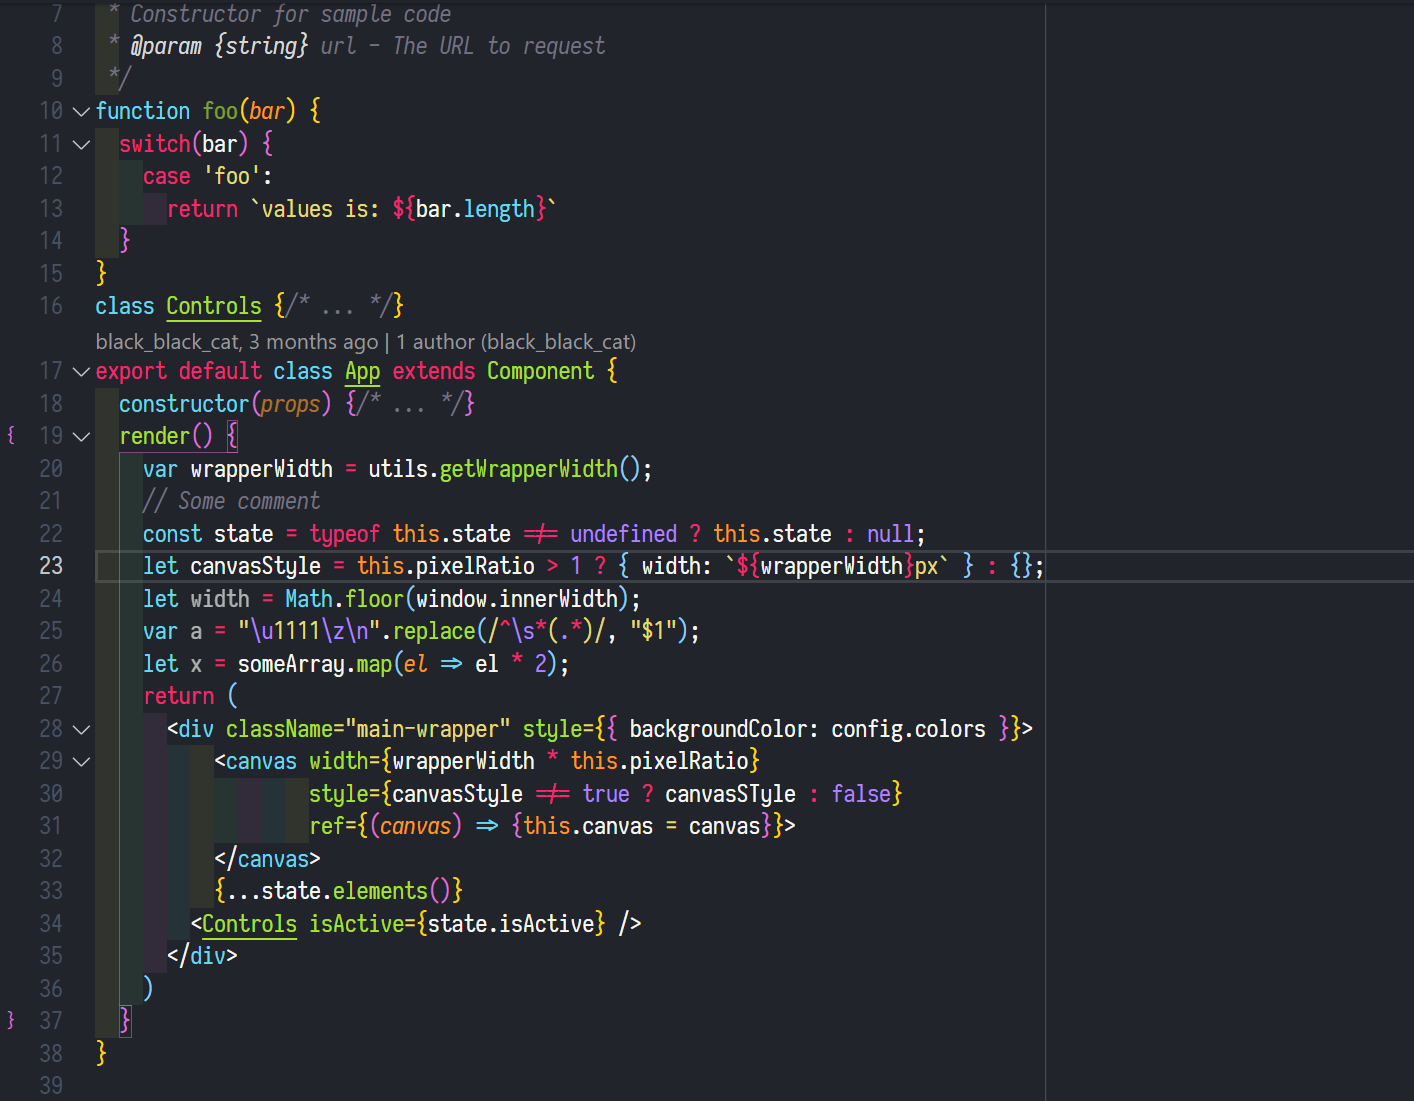 7 * Constructor for sample code
8 * @param {string} url - The URL to request
9 */
10 function foo(bar) {
11 switch(bar) {
12 case 'foo':
13 return `values is: ${bar.length}`
14 }
15 }
16 class Controls {/* ... */}
black_black_cat, 3 months ago | 1 author (black_black_cat)
17 export default class App extends Component {
18 constructor(props) {/* ... */}
{ 19 render() {
20 var wrapperWidth = utils.getWrapperWidth();
21 // Some comment
22 const state = typeof this.state !== undefined ? this.state : null;
23 let canvasStyle = this.pixelRatio > 1 ? { width: `${wrapperWidth}px` } : {};
24 let width = Math.floor(window.innerWidth);
25 var a = "\u1111\z\n".replace(/^\s*(.*)/, "$1");
26 let x = someArray.map(el => el * 2);
27 return (
28 <div className="main-wrapper" style={{ backgroundColor: config.colors }}>
29 <canvas width={wrapperWidth * this.pixelRatio}
30 style={canvasStyle !== true ? canvasSTyle : false}
31 ref={(canvas) => {this.canvas = canvas}}>
32 </canvas>
33 {...state.elements()}
34 <Controls isActive={state.isActive} />
35 </div>
36 )
} 37 }
38 }
39